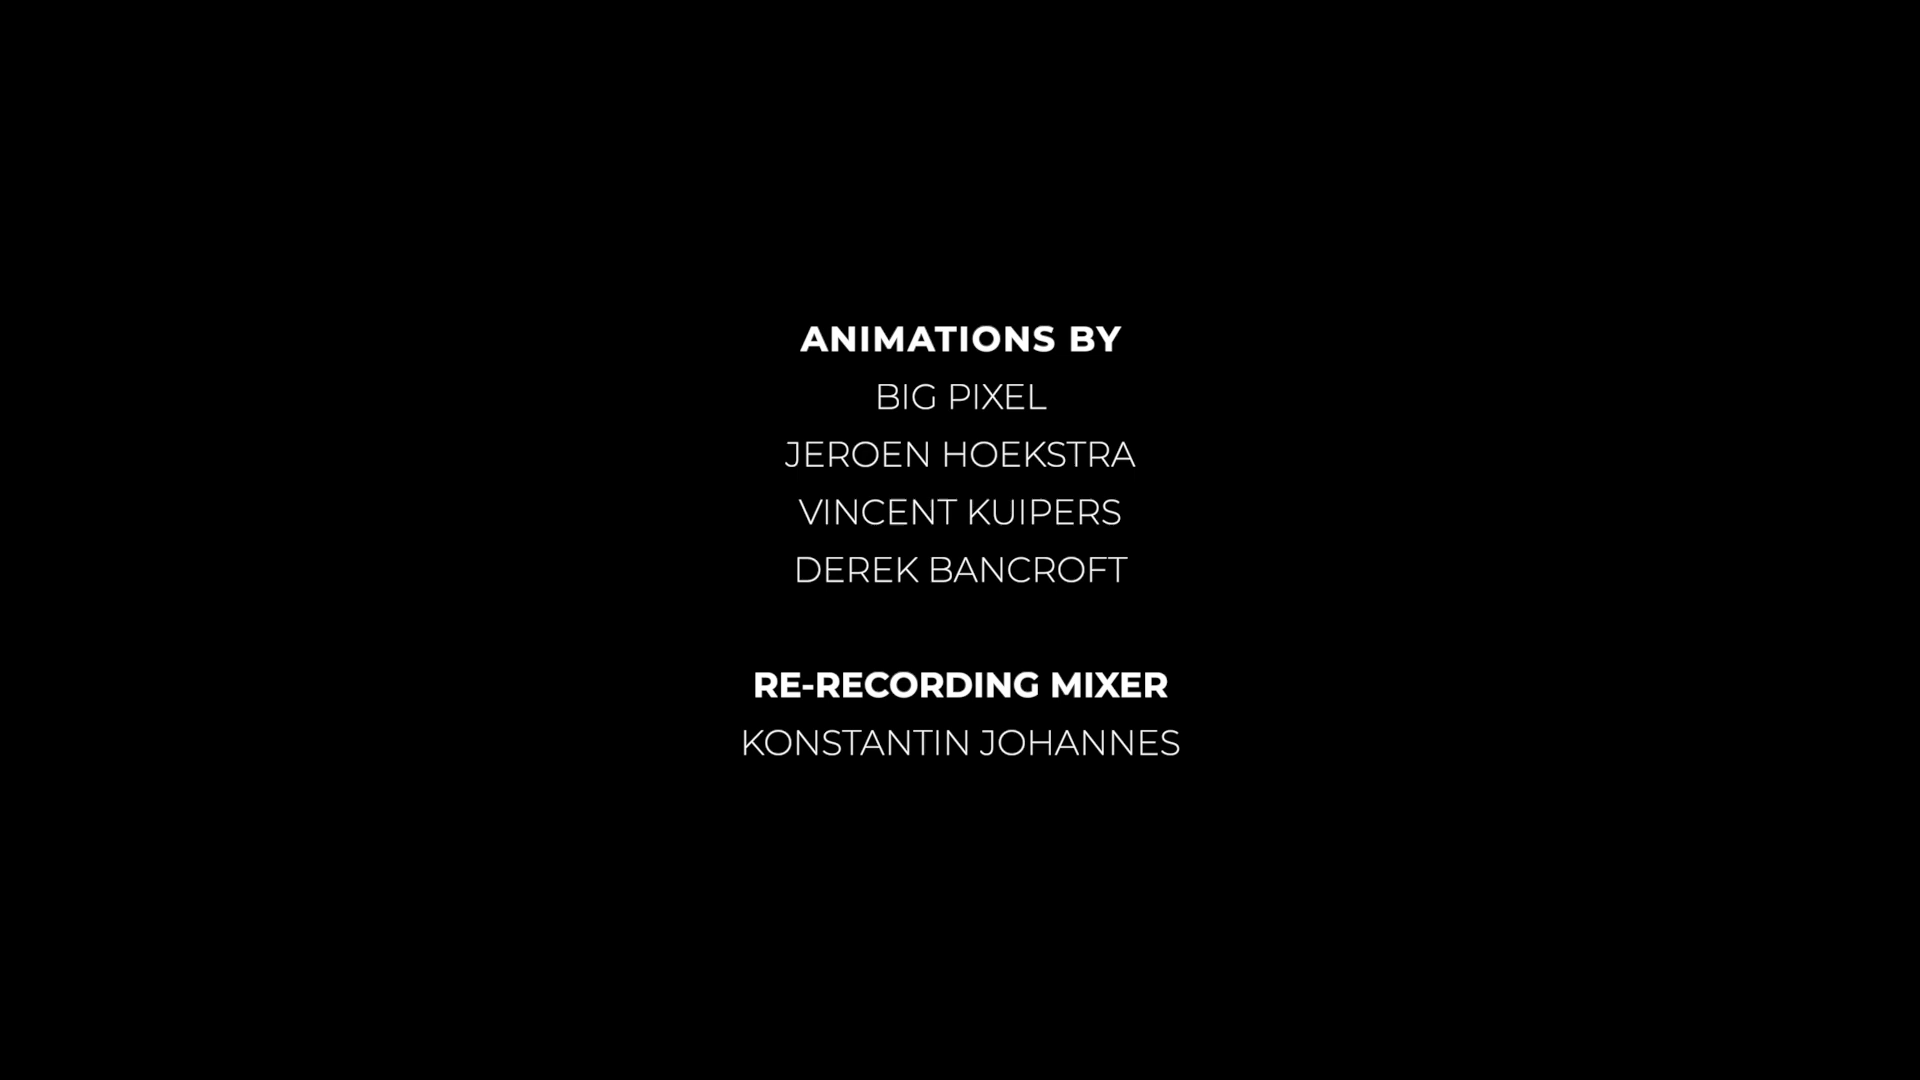 ANIMATIONS BY
BIG PIXEL
JEROEN HOEKSTRA
VINCENT KUIPERS
DEREK BANCROFT
RE-RECORDING MIXER
KONSTANTIN JOHANNES